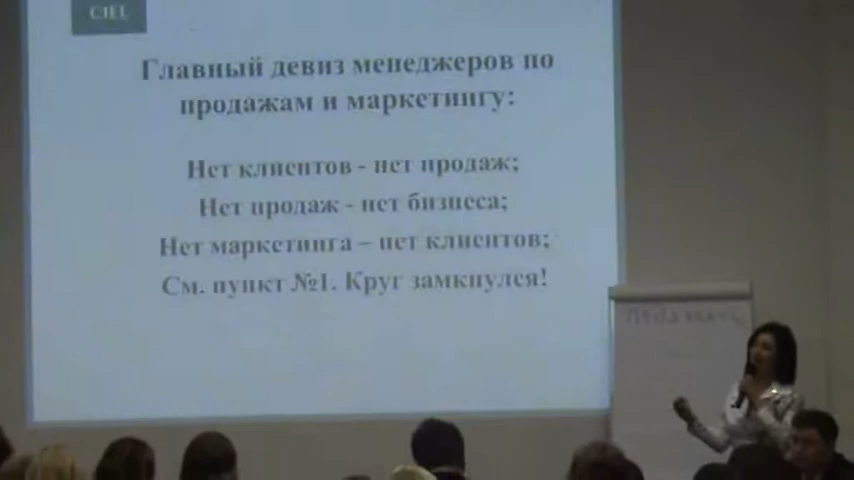 CIEL
Главный девиз менеджеров по
продажам и маркетингу:
Нет клиентов - нет продаж;
Нет продаж - нет бизнеса;
Нет маркетинга – нет клиентов;
См. пункт №1. Круг замкнулся!